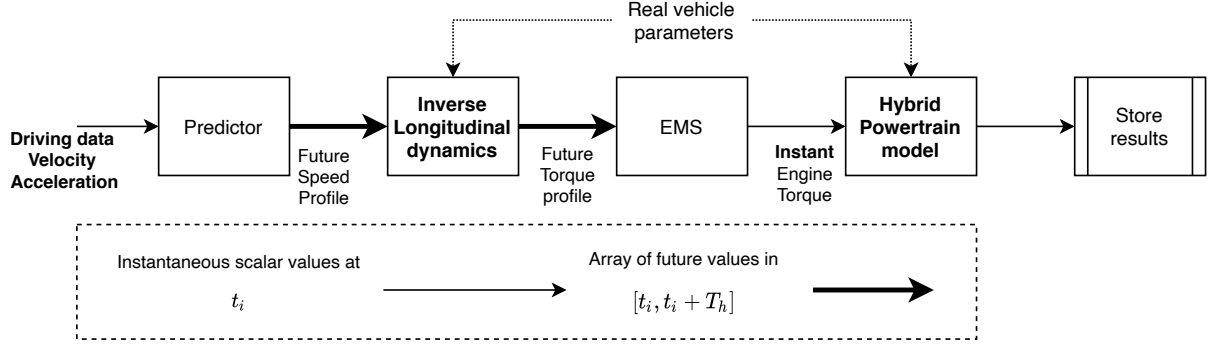 Real vehicle
parameters
Driving data
Velocity
Acceleration
Predictor
Future
Speed
Profile
Inverse
Longitudinal
dynamics
Future
Torque
profile
EMS
Instant
Engine
Torque
Hybrid
Powertrain
model
Store
results
Instantaneous scalar values at
t_i
Array of future values in
[t_i, t_i + T_h]